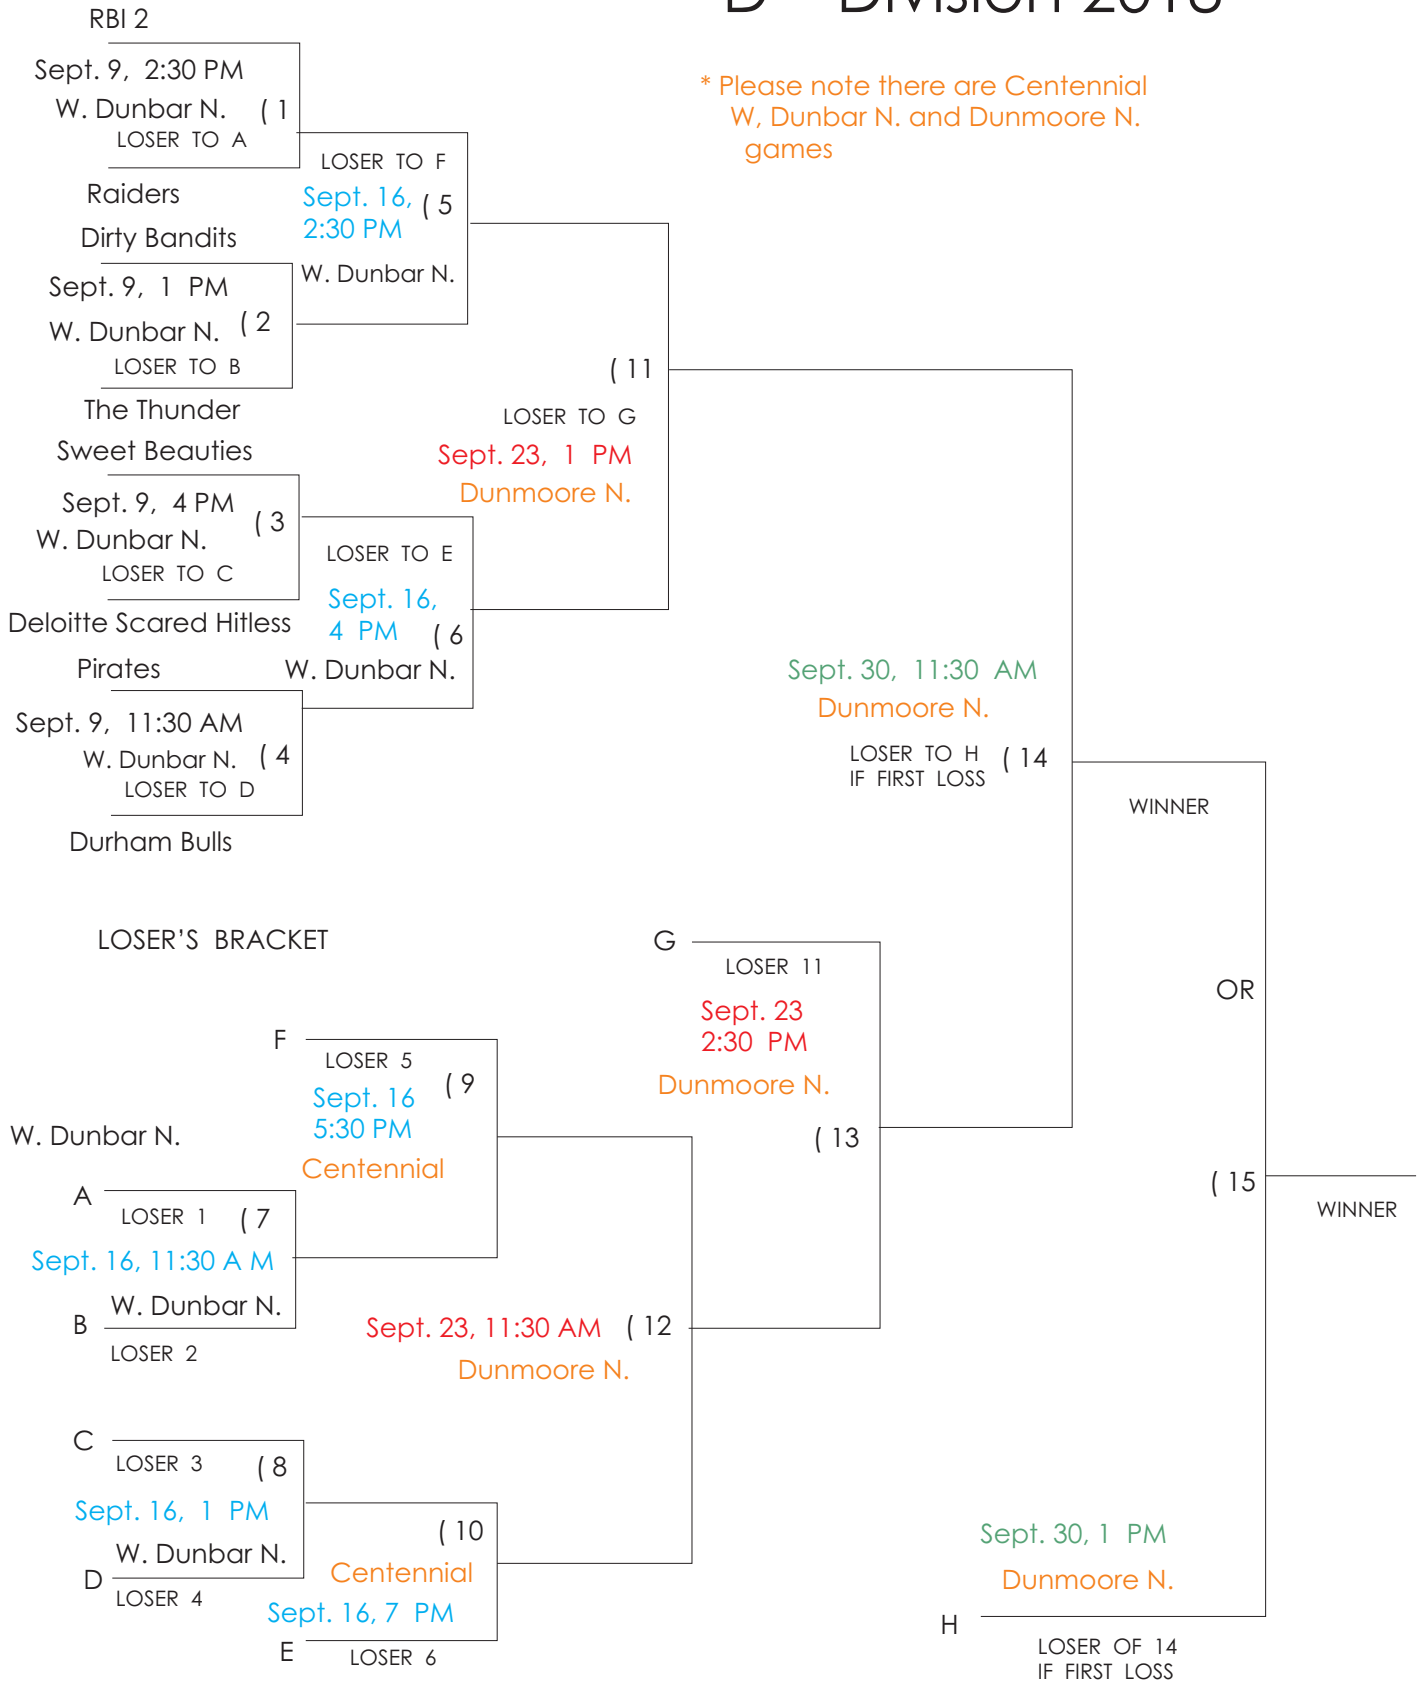 RBI 2
Sept. 9, 2:30 PM
W. Dunbar N. ( 1
LOSER TO A
Raiders
Dirty Bandits
Sept. 9, 1 PM
W. Dunbar N. ( 2
LOSER TO B
The Thunder
Sweet Beauties
Sept. 9, 4 PM
( 3
W. Dunbar N.
LOSER TO C
Deloitte Scared Hitless
Pirates
Sept. 9, 11:30 AM
W. Dunbar N. ( 4
LOSER TO D
Durham Bulls
* Please note there are Centennial
W, Dunbar N. and Dunmoore N.
games
LOSER TO F
Sept. 16, ( 5
2:30 PM
W. Dunbar N.
( 11
LOSER TO G
Sept. 23, 1 PM
Dunmoore N.
LOSER TO E
Sept. 16,
4 PM ( 6
W. Dunbar N.
Sept. 30, 11:30 AM
Dunmoore N.
LOSER TO H ( 14
IF FIRST LOSS
WINNER
LOSER'S BRACKET
G
LOSER 11
Sept. 23
2:30 PM
Dunmoore N.
( 13
OR
F
LOSER 5
( 9
Sept. 16
5:30 PM
Centennial
W. Dunbar N.
A
LOSER 1 ( 7
Sept. 16, 11:30 A M
W. Dunbar N.
B
LOSER 2
Sept. 23, 11:30 AM ( 12
Dunmoore N.
( 15
WINNER
C
LOSER 3 ( 8
Sept. 16, 1 PM
W. Dunbar N.
D
LOSER 4
( 10
Centennial
Sept. 16, 7 PM
E
LOSER 6
Sept. 30, 1 PM
Dunmoore N.
H
LOSER OF 14
IF FIRST LOSS